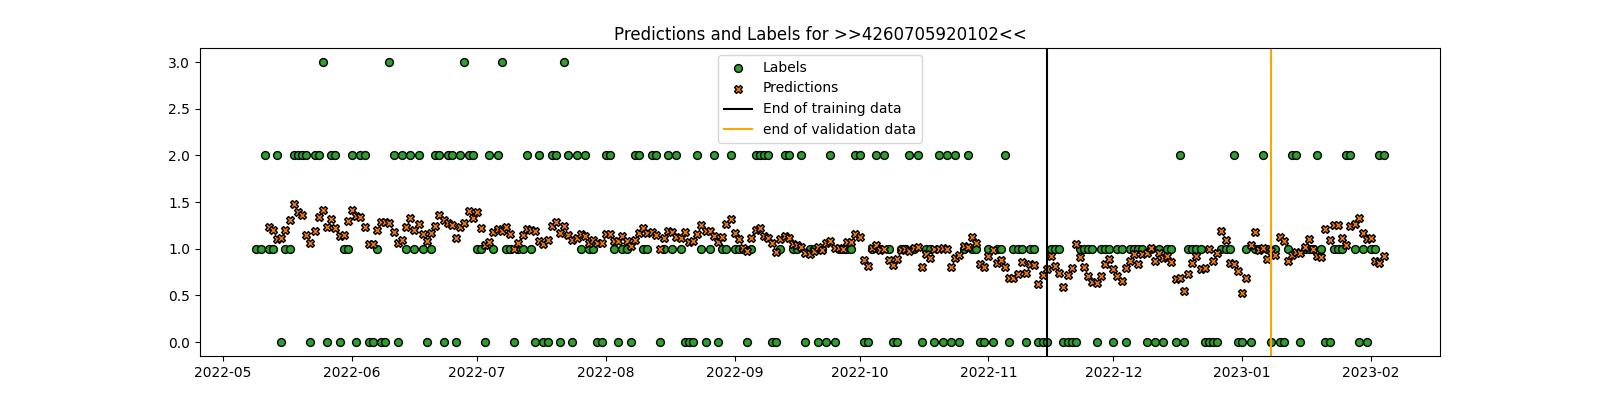 Predictions and Labels for >>4260705920102<<
Labels
Predictions
End of training data
end of validation data
3.0
2.5
2.0
1.5
1.0
0.5
0.0
2022-05 2022-06 2022-07 2022-08 2022-09 2022-10 2022-11 2022-12 2023-01 2023-02